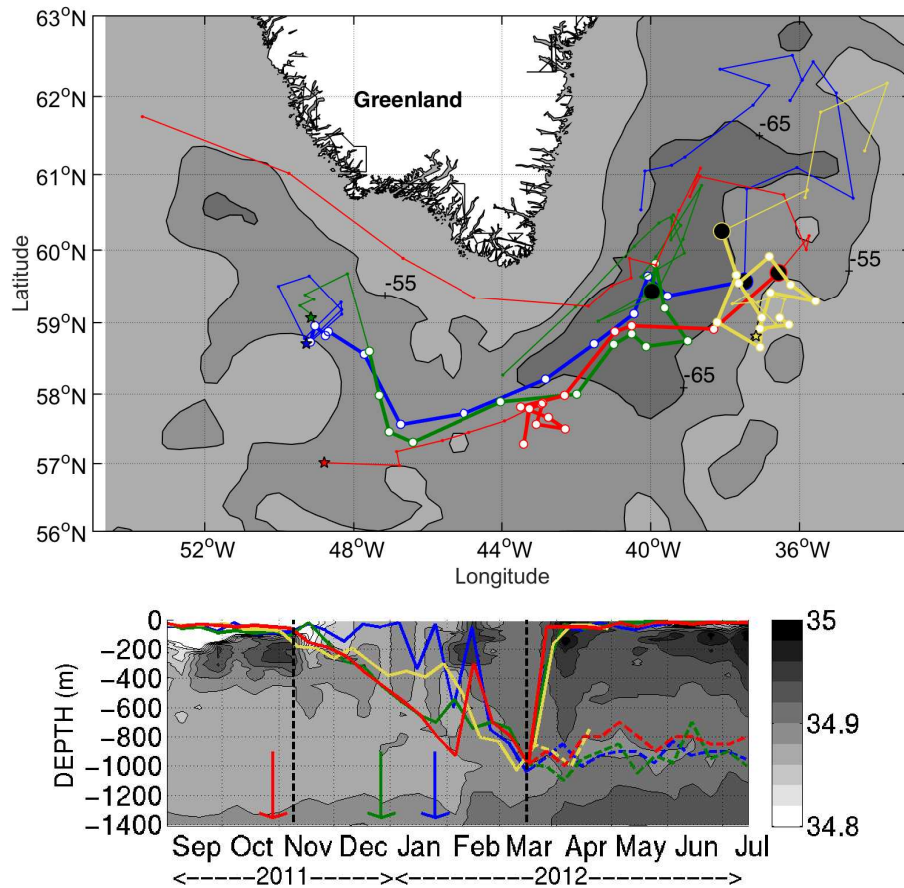 63°N
62°N
61°N
60°N
59°N
58°N
57°N
56°N
Latitude
Greenland
-65
-55
-55
-65
52°W 48°W 44°W 40°W 36°W
Longitude
0
-200
-400
-600
-800
-1000
-1200
-1400
DEPTH (m)
35
34.9
34.8
Sep Oct Nov Dec Jan Feb Mar Apr May Jun Jul
<-----2011-----><--------2012-------->